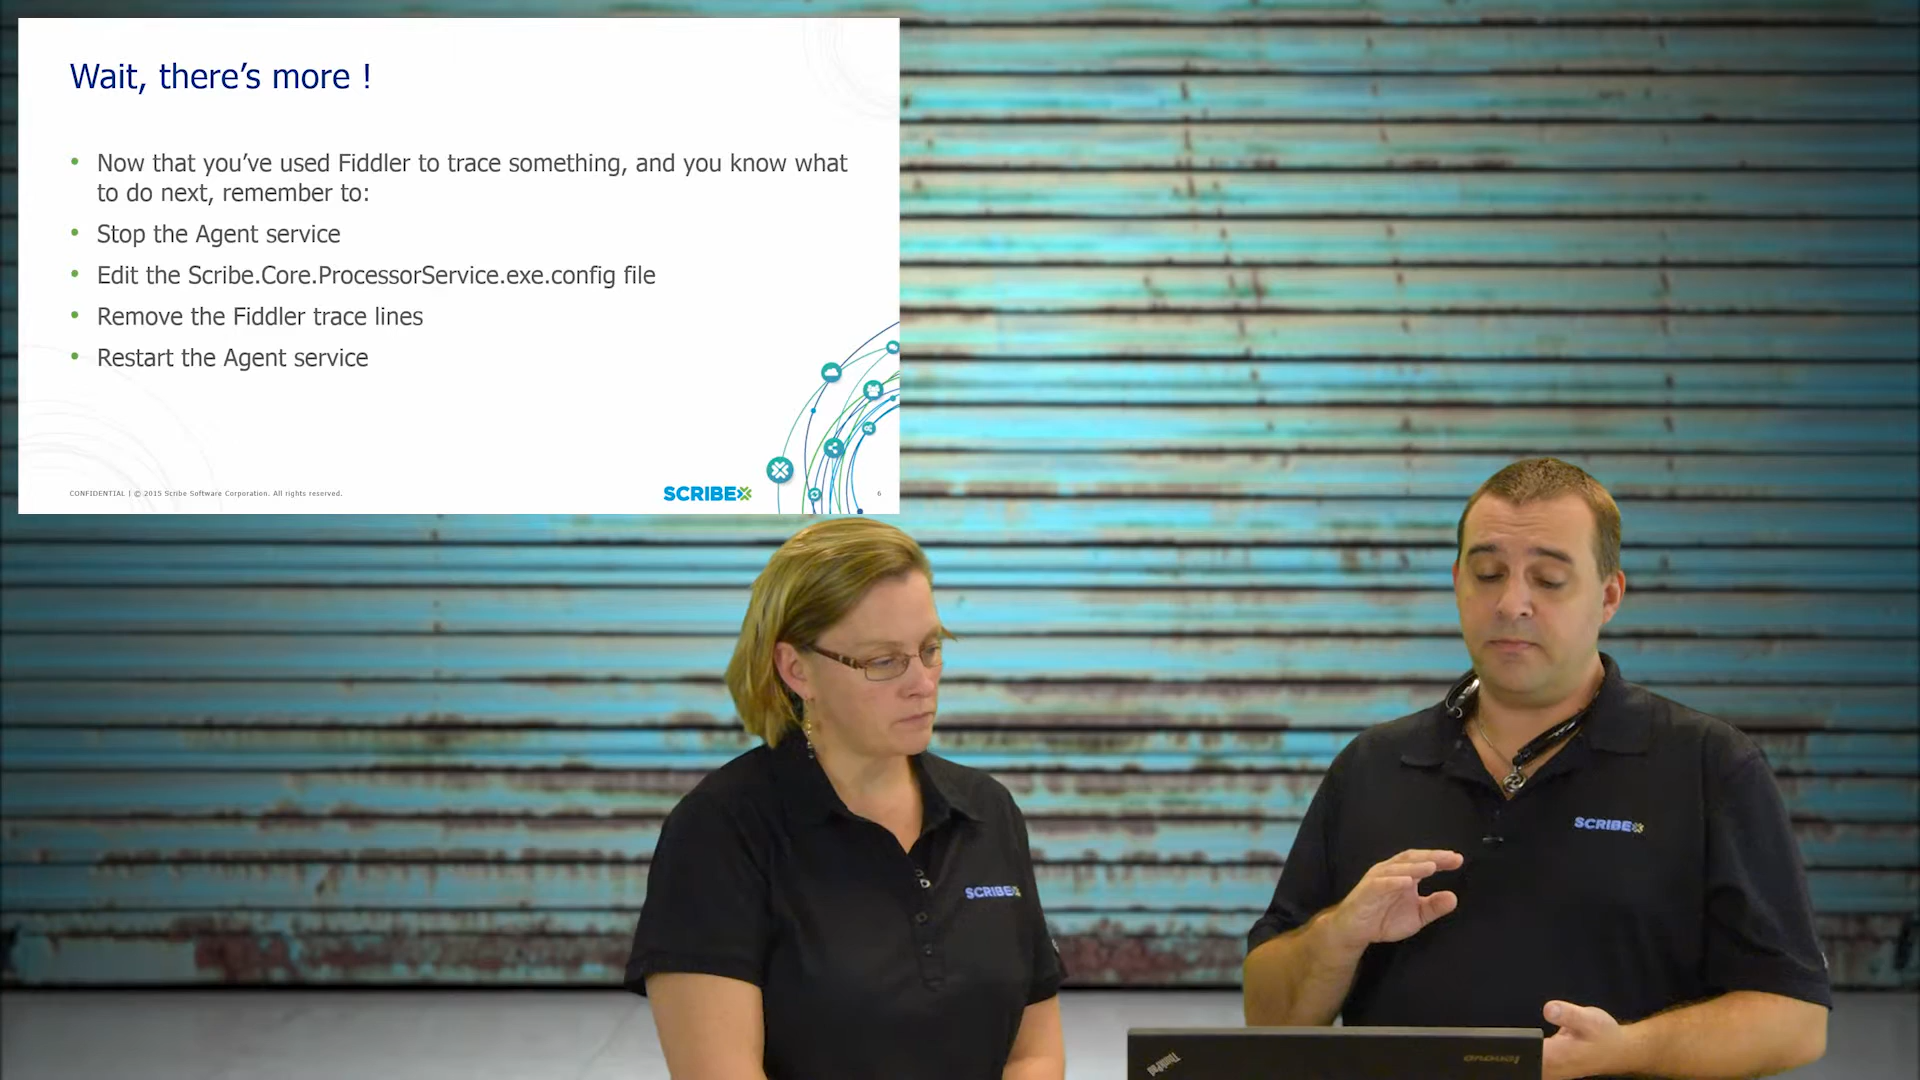 Wait, there's more !
• Now that you've used Fiddler to trace something, and you know what
to do next, remember to:
• Stop the Agent service
• Edit the Scribe.Core.ProcessorService.exe.config file
• Remove the Fiddler trace lines
• Restart the Agent service
CONFIDENTIAL | © 2015 Scribe Software Corporation. All rights reserved.
SCRIBE
6
SCRIBE
SCRIBE
ThinkPad
lenovo